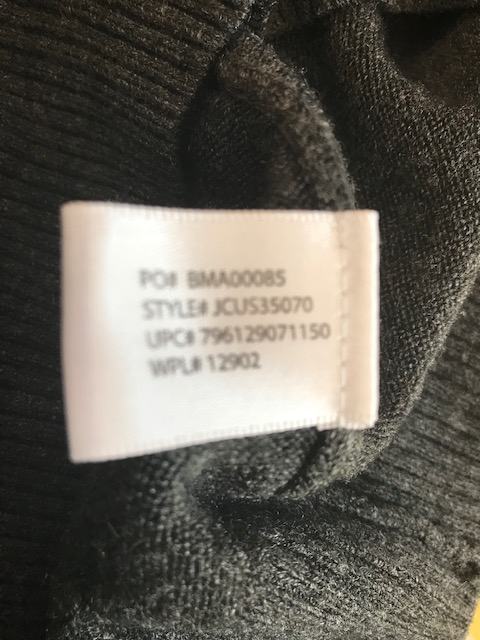 PO# BMA00085
STYLE# JCUS35070
UPC# 796129071150
WPL# 12902